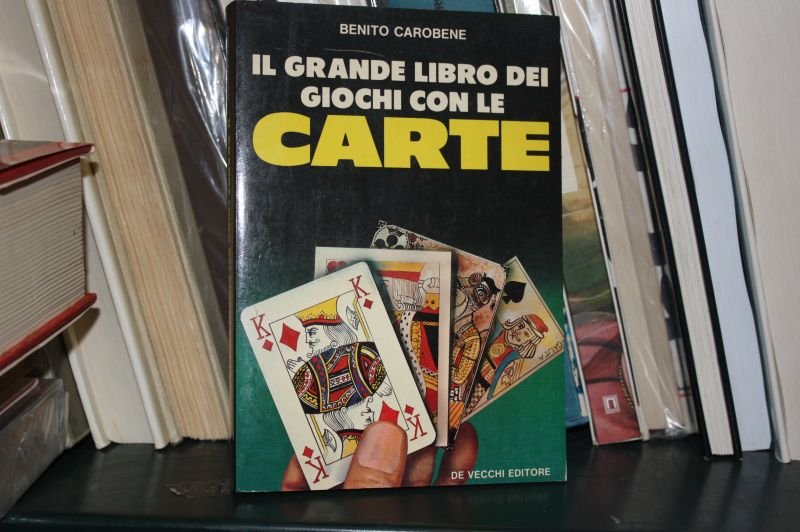 BENITO CAROBENE
IL GRANDE LIBRO DEI
GIOCHI CON LE
CARTE
K
K
K
K
DE VECCHI EDITORE